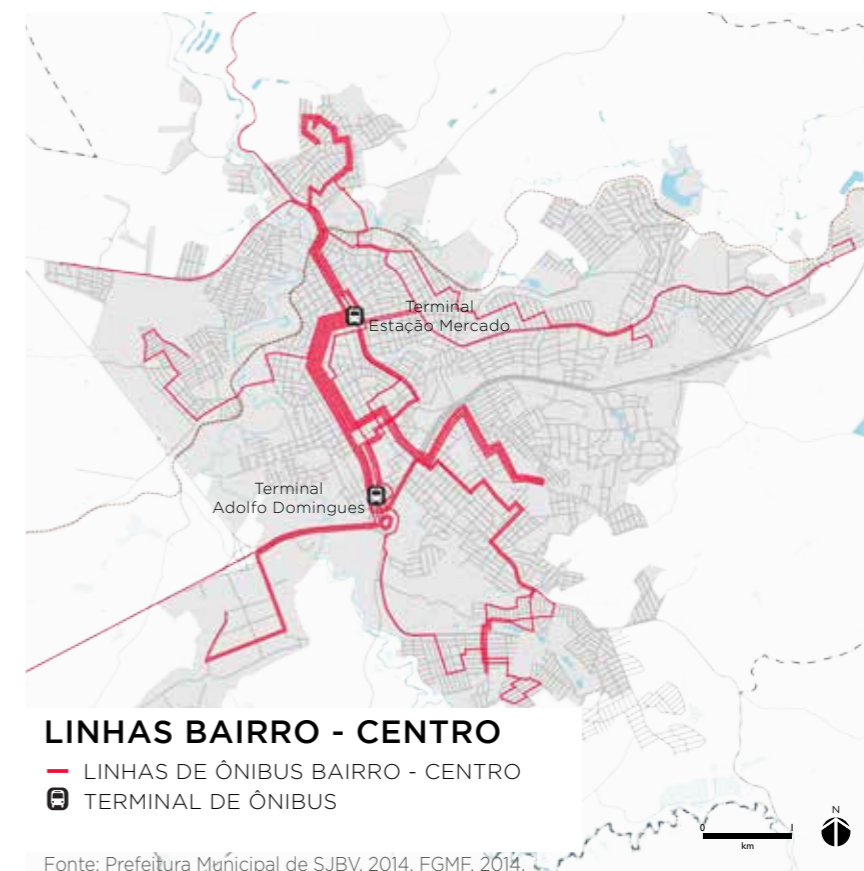 Terminal
Estação Mercado
Terminal
Adolfo Domingues
LINHAS BAIRRO - CENTRO
LINHAS DE ÔNIBUS BAIRRO - CENTRO
TERMINAL DE ÔNIBUS
N
0 1
km
Fonte: Prefeitura Municipal de SJBV, 2014. FGMF, 2014.